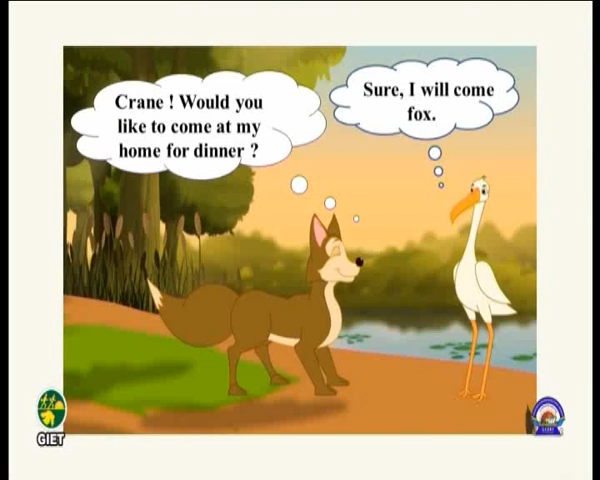 Crane ! Would you
like to come at my
home for dinner ?
Sure, I will come
fox.
GIET